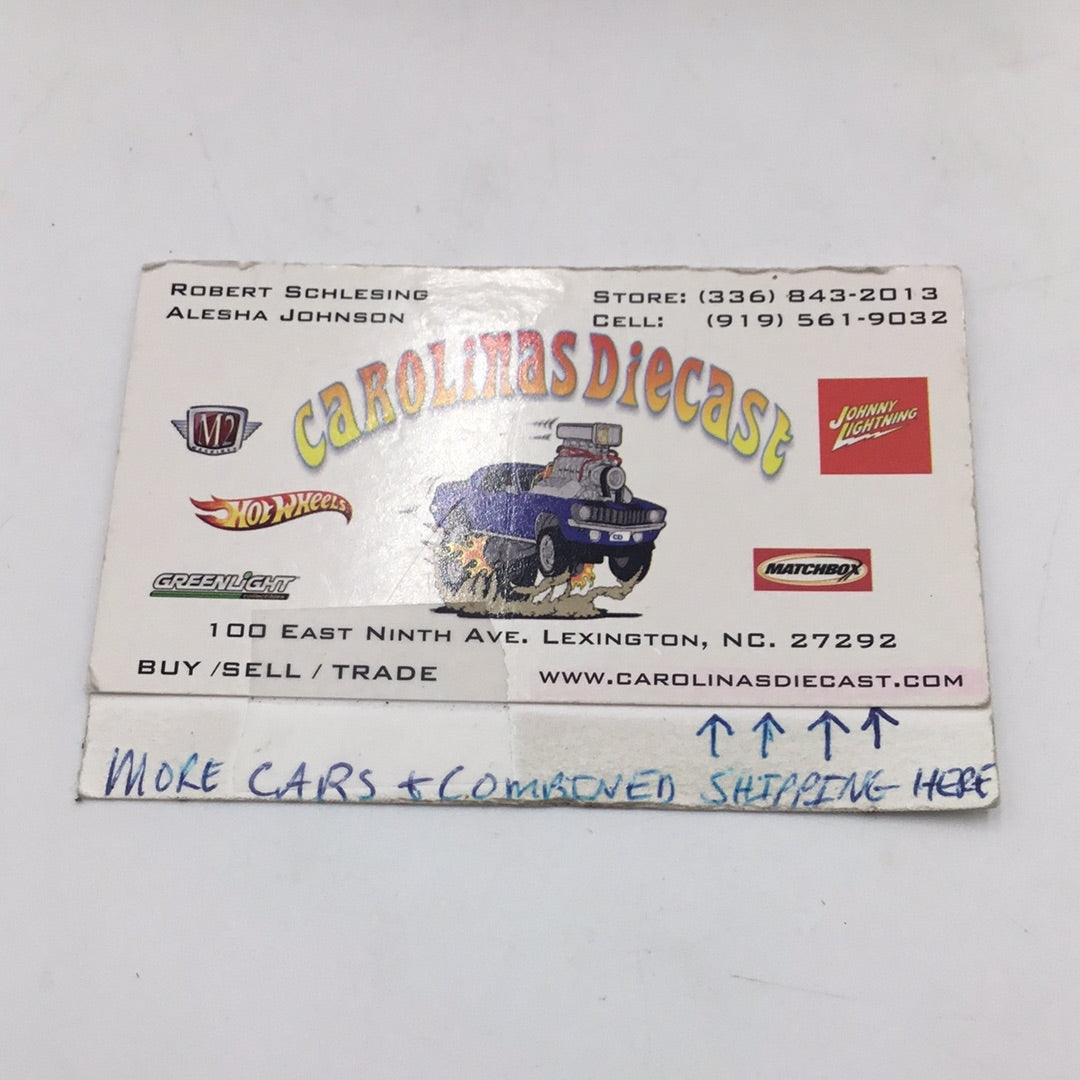 ROBERT SCHLESING
ALESHA JOHNSON
STORE: (336) 843-2013
CELL: (919) 561-9032
CAROLINAS DIECAST
M2
JOHNNY
LIGHTNING
HOT WHEELS
GREENLIGHT
MATCHBOX
CD
100 EAST NINTH AVE. LEXINGTON, NC. 27292
BUY /SELL / TRADE
WWW.CAROLINASDIECAST.COM
MORE CARS + COMBINED SHIPPING HERE